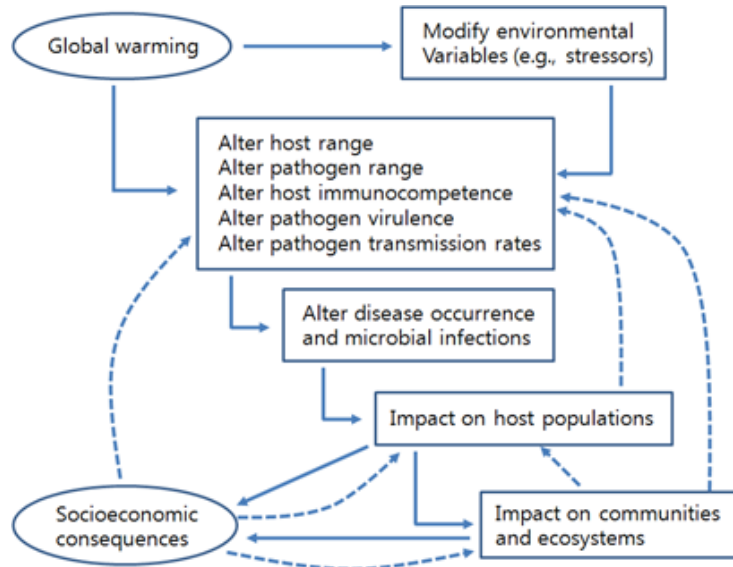 Global warming
Modify environmental
Variables (e.g., stressors)
Alter host range
Alter pathogen range
Alter host immunocompetence
Alter pathogen virulence
Alter pathogen transmission rates
Alter disease occurrence
and microbial infections
Impact on host populations
Socioeconomic
consequences
Impact on communities
and ecosystems